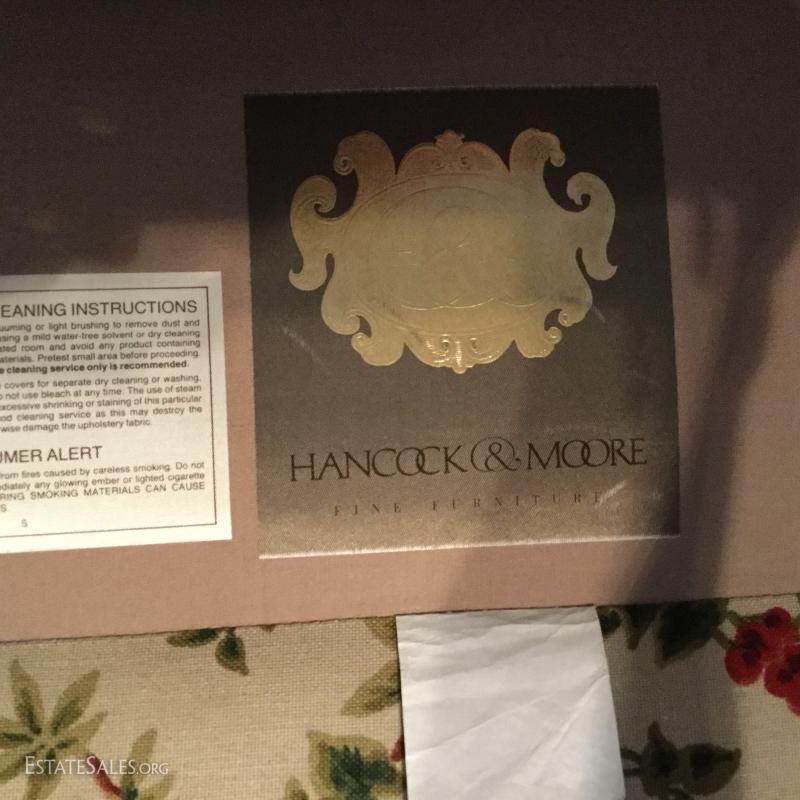 EANING INSTRUCTIONS
uuming or light brushing to remove dust and
using a mild water-free solvent or dry cleaning
ated room and avoid any product containing
aterials. Pretest small area before proceeding.
e cleaning service only is recommended.
covers for separate dry cleaning or washing.
o not use bleach at any time. The use of steam
excessive shrinking or staining of this particular
od cleaning service as this may destroy the
wise damage the upholstery fabric.
UMER ALERT
from fires caused by careless smoking. Do not
diately any glowing ember or lighted cigarette
RING SMOKING MATERIALS CAN CAUSE
S
S
HANCOCK & MOORE
FINE FURNITURE
ESTATESALES.ORG